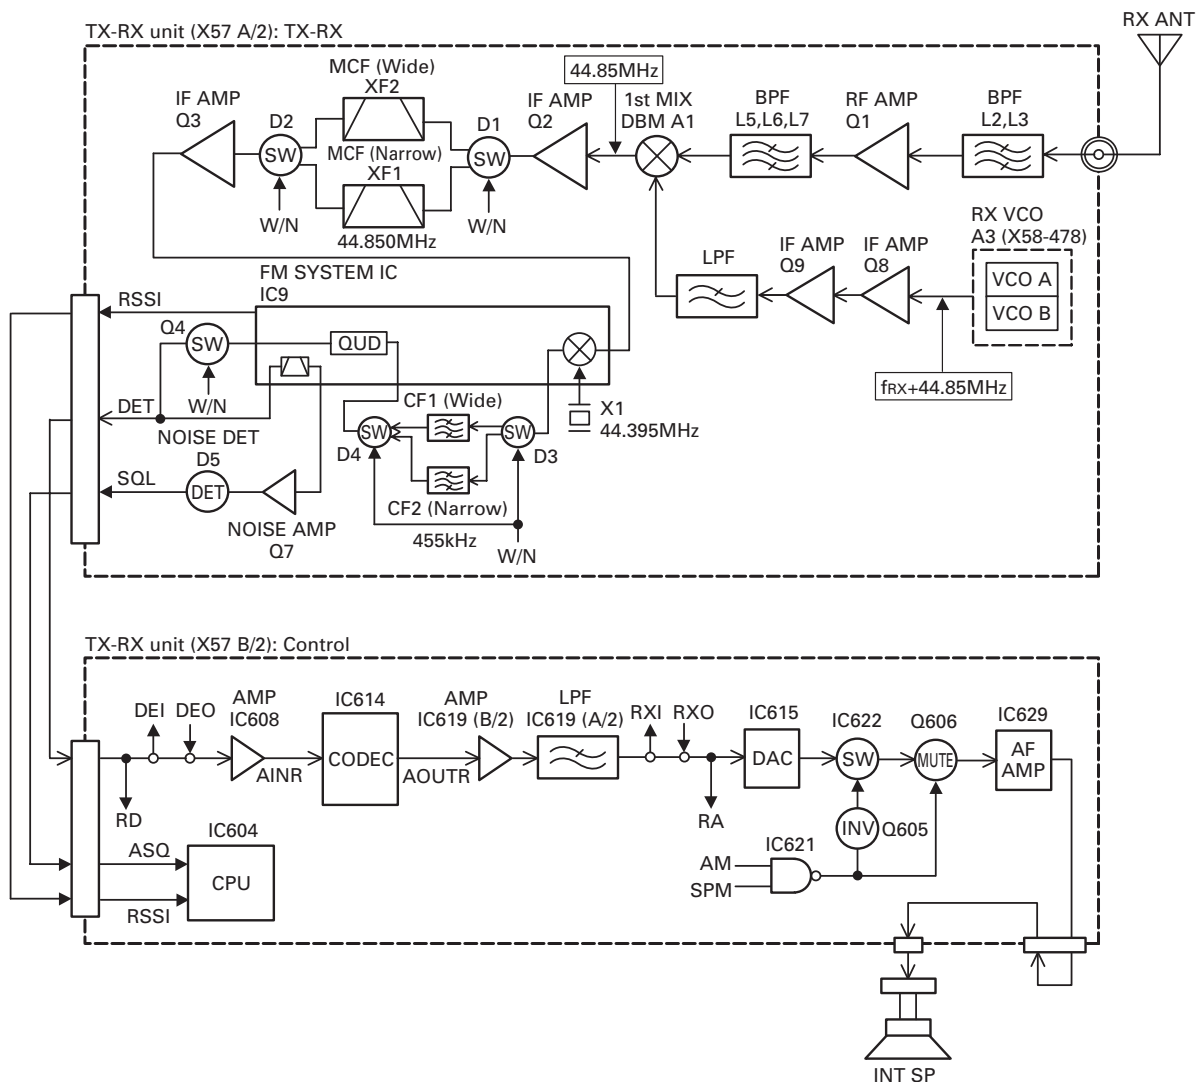 TX-RX unit (X57 A/2): TX-RX
RX ANT
MCF (Wide)
XF2
44.85MHz
IF AMP
Q3
D2
SW
W/N
MCF (Narrow)
XF1
44.850MHz
D1
SW
W/N
IF AMP
Q2
1st MIX
DBM A1
BPF
L5,L6,L7
RF AMP
Q1
BPF
L2,L3
RX VCO
A3 (X58-478)
VCO A
VCO B
LPF
IF AMP
Q9
IF AMP
Q8
fRX+44.85MHz
FM SYSTEM IC
IC9
RSSI
Q4
SW
W/N
QUD
DET
NOISE DET
D5
DET
SQL
NOISE AMP
Q7
CF1 (Wide)
SW
D4
SW
D3
CF2 (Narrow)
455kHz
W/N
X1
44.395MHz
TX-RX unit (X57 B/2): Control
DEI
DEO
AMP
IC608
AINR
IC614
CODEC
AOUTR
AMP
IC619 (B/2)
LPF
IC619 (A/2)
RXI
RXO
IC615
DAC
IC622
SW
Q606
MUTE
IC629
AF
AMP
RD
RA
INV
Q605
IC604
CPU
ASQ
RSSI
IC621
AM
SPM
INT SP